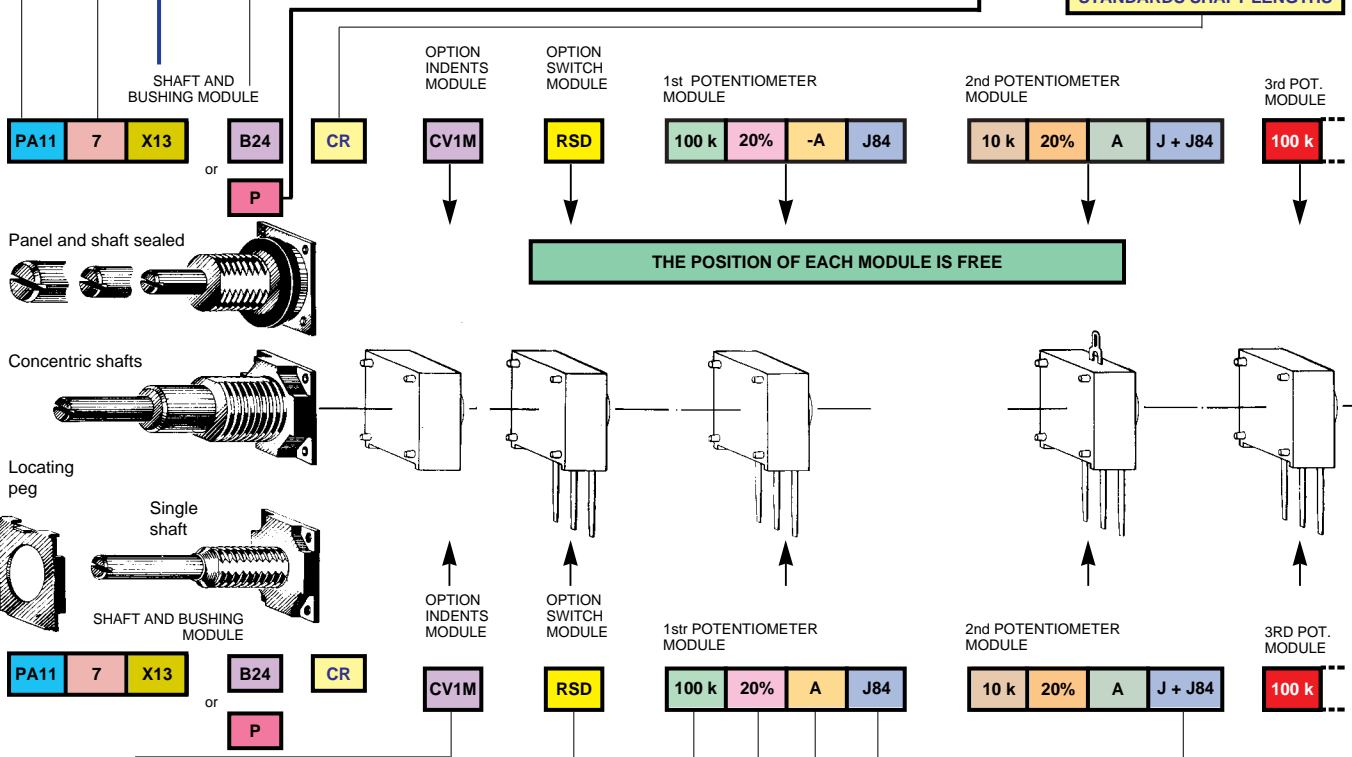 STANDARDS SHAFT LENGTHS
SHAFT AND
BUSHING MODULE
OPTION
INDENTS
MODULE
OPTION
SWITCH
MODULE
1st POTENTIOMETER
MODULE
2nd POTENTIOMETER
MODULE
3rd POT.
MODULE
PA11 7 X13 B24 CR CV1M RSD 100 k 20% -A J84 10 k 20% A J + J84 100 k
or
P
Panel and shaft sealed
THE POSITION OF EACH MODULE IS FREE
Concentric shafts
Locating
peg
Single
shaft
SHAFT AND BUSHING
MODULE
OPTION
INDENTS
MODULE
OPTION
SWITCH
MODULE
1str POTENTIOMETER
MODULE
2nd POTENTIOMETER
MODULE
3RD POT.
MODULE
PA11 7 X13 B24 CR CV1M RSD 100 k 20% A J84 10 k 20% A J + J84 100 k
or
P